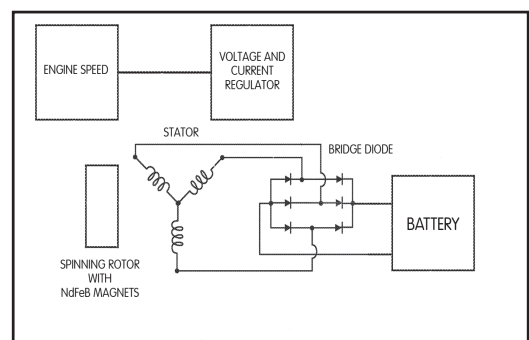 ENGINE SPEED
VOLTAGE AND
CURRENT
REGULATOR
STATOR
BRIDGE DIODE
BATTERY
SPINNING ROTOR
WITH
NdFeB MAGNETS